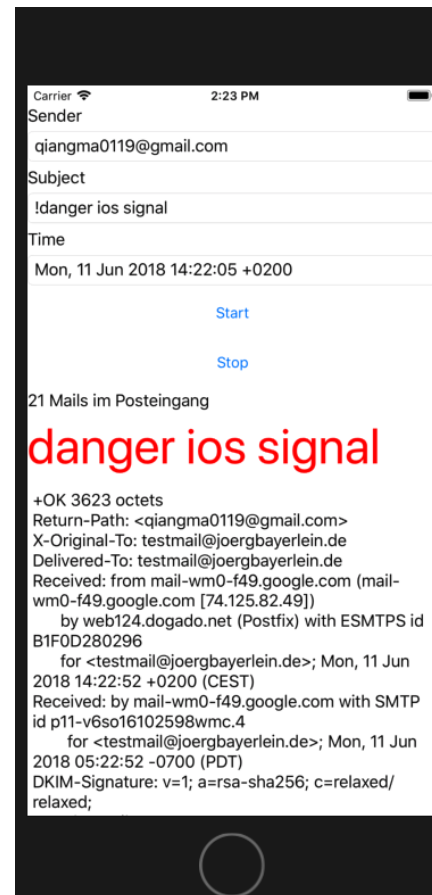 Carrier 2:23 PM
Sender
qiangma0119@gmail.com
Subject
!danger ios signal
Time
Mon, 11 Jun 2018 14:22:05 +0200
Start
Stop
21 Mails im Posteingang
danger ios signal
+OK 3623 octets
Return-Path: <qiangma0119@gmail.com>
X-Original-To: testmail@joergbayerlein.de
Delivered-To: testmail@joergbayerlein.de
Received: from mail-wm0-f49.google.com (mail-
wm0-f49.google.com [74.125.82.49])
by web124.dogado.net (Postfix) with ESMTPS id
B1F0D280296
for <testmail@joergbayerlein.de>; Mon, 11 Jun
2018 14:22:52 +0200 (CEST)
Received: by mail-wm0-f49.google.com with SMTP
id p11-v6so16102598wmc.4
for <testmail@joergbayerlein.de>; Mon, 11 Jun
2018 05:22:52 -0700 (PDT)
DKIM-Signature: v=1; a=rsa-sha256; c=relaxed/
relaxed;